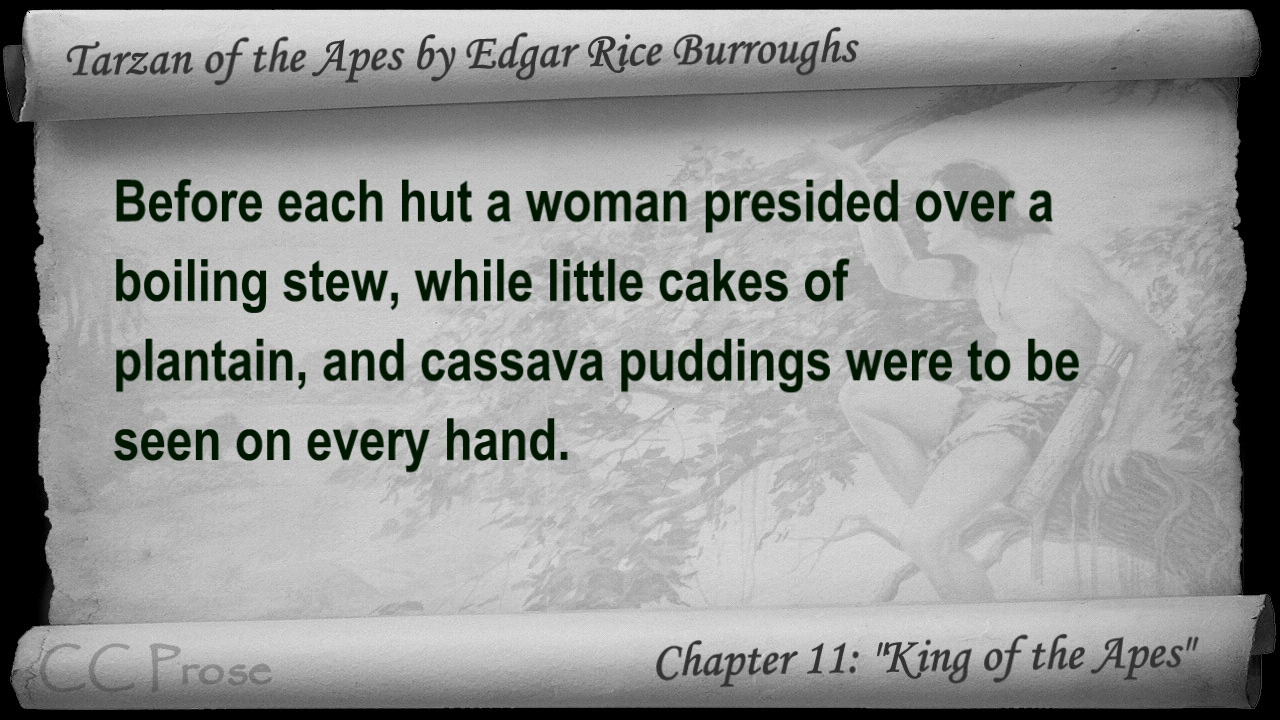 Tarzan of the Apes by Edgar Rice Burroughs
Before each hut a woman presided over a
boiling stew, while little cakes of
plantain, and cassava puddings were to be
seen on every hand.
CC Prose
Chapter 11: "King of the Apes"